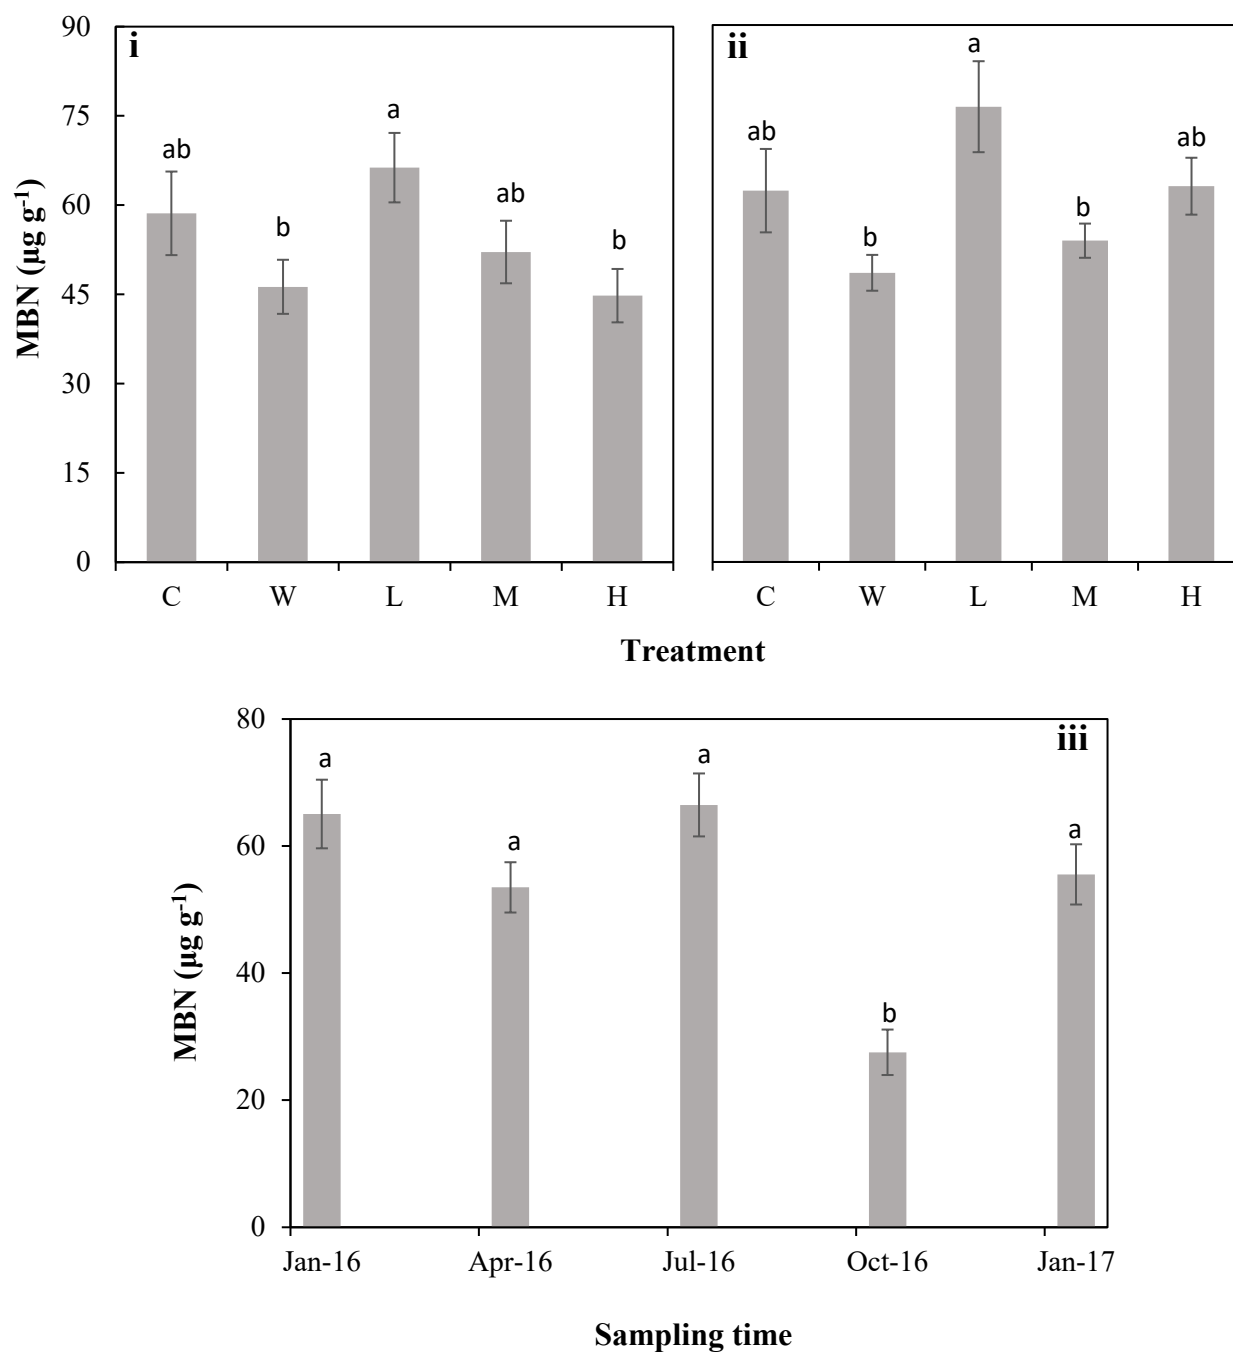 i
ii
MBN (µg g-1)
90
75
60
45
30
15
0
ab
b
a
ab
b
ab
b
a
b
ab
C W L M H
C W L M H
Treatment
iii
MBN (µg g-1)
80
60
40
20
0
a
a
a
b
a
Jan-16 Apr-16 Jul-16 Oct-16 Jan-17
Sampling time